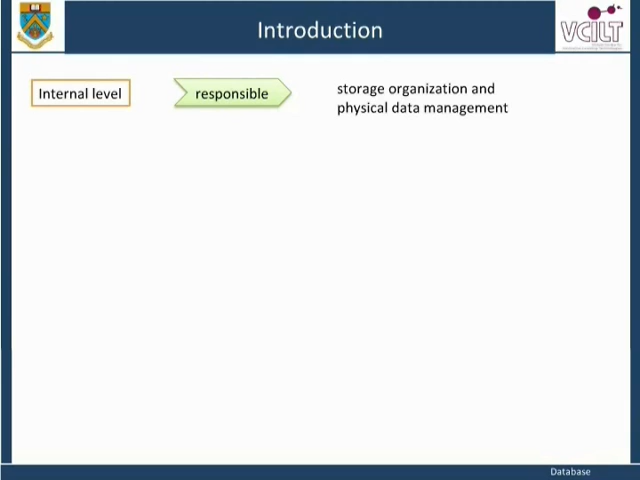 Introduction
VCILT
Internal level
responsible
storage organization and
physical data management
Database